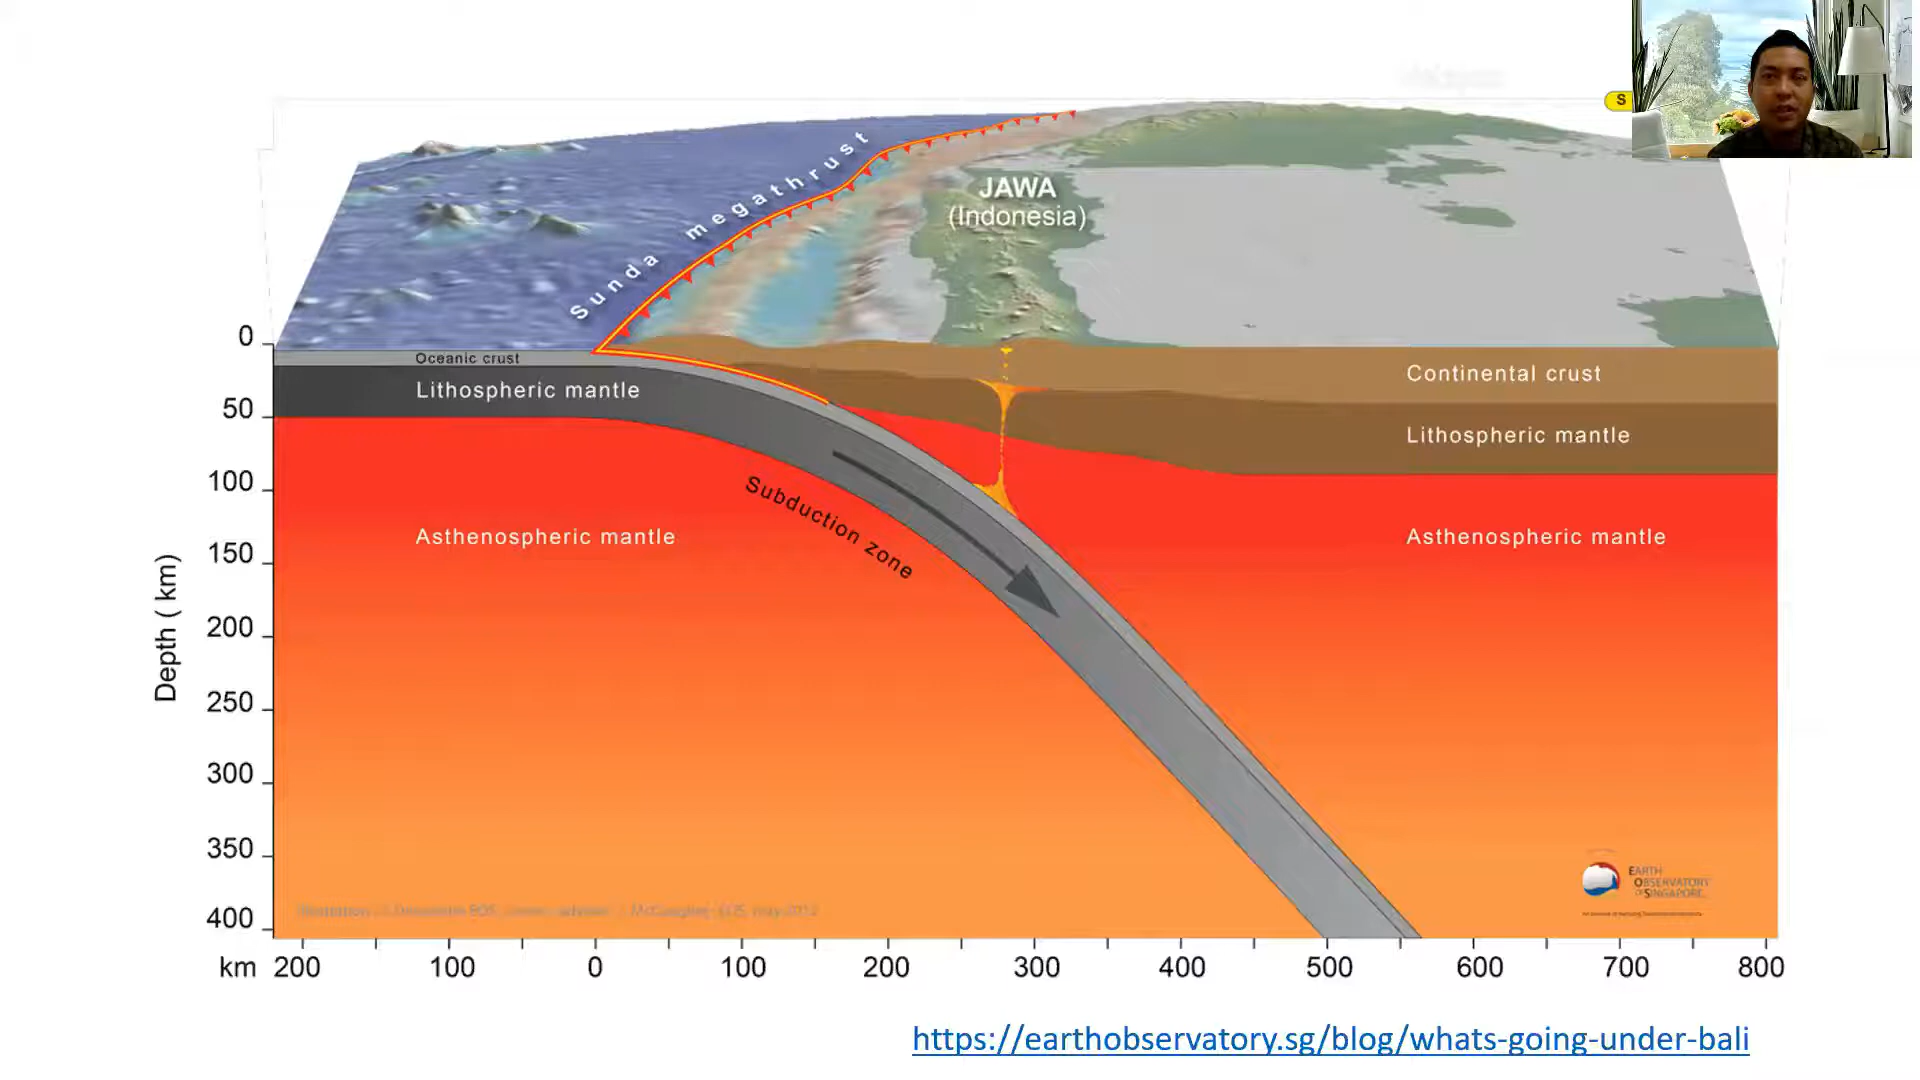 S
Sunda megathrust
JAWA
(Indonesia)
0
Oceanic crust
Lithospheric mantle
Continental crust
50
Lithospheric mantle
100
Subduction zone
Asthenospheric mantle
Asthenospheric mantle
150
Depth ( km)
200
250
300
350
EARTH
OBSERVATORY
OF SINGAPORE
400
km 200 100 0 100 200 300 400 500 600 700 800
https://earthobservatory.sg/blog/whats-going-under-bali